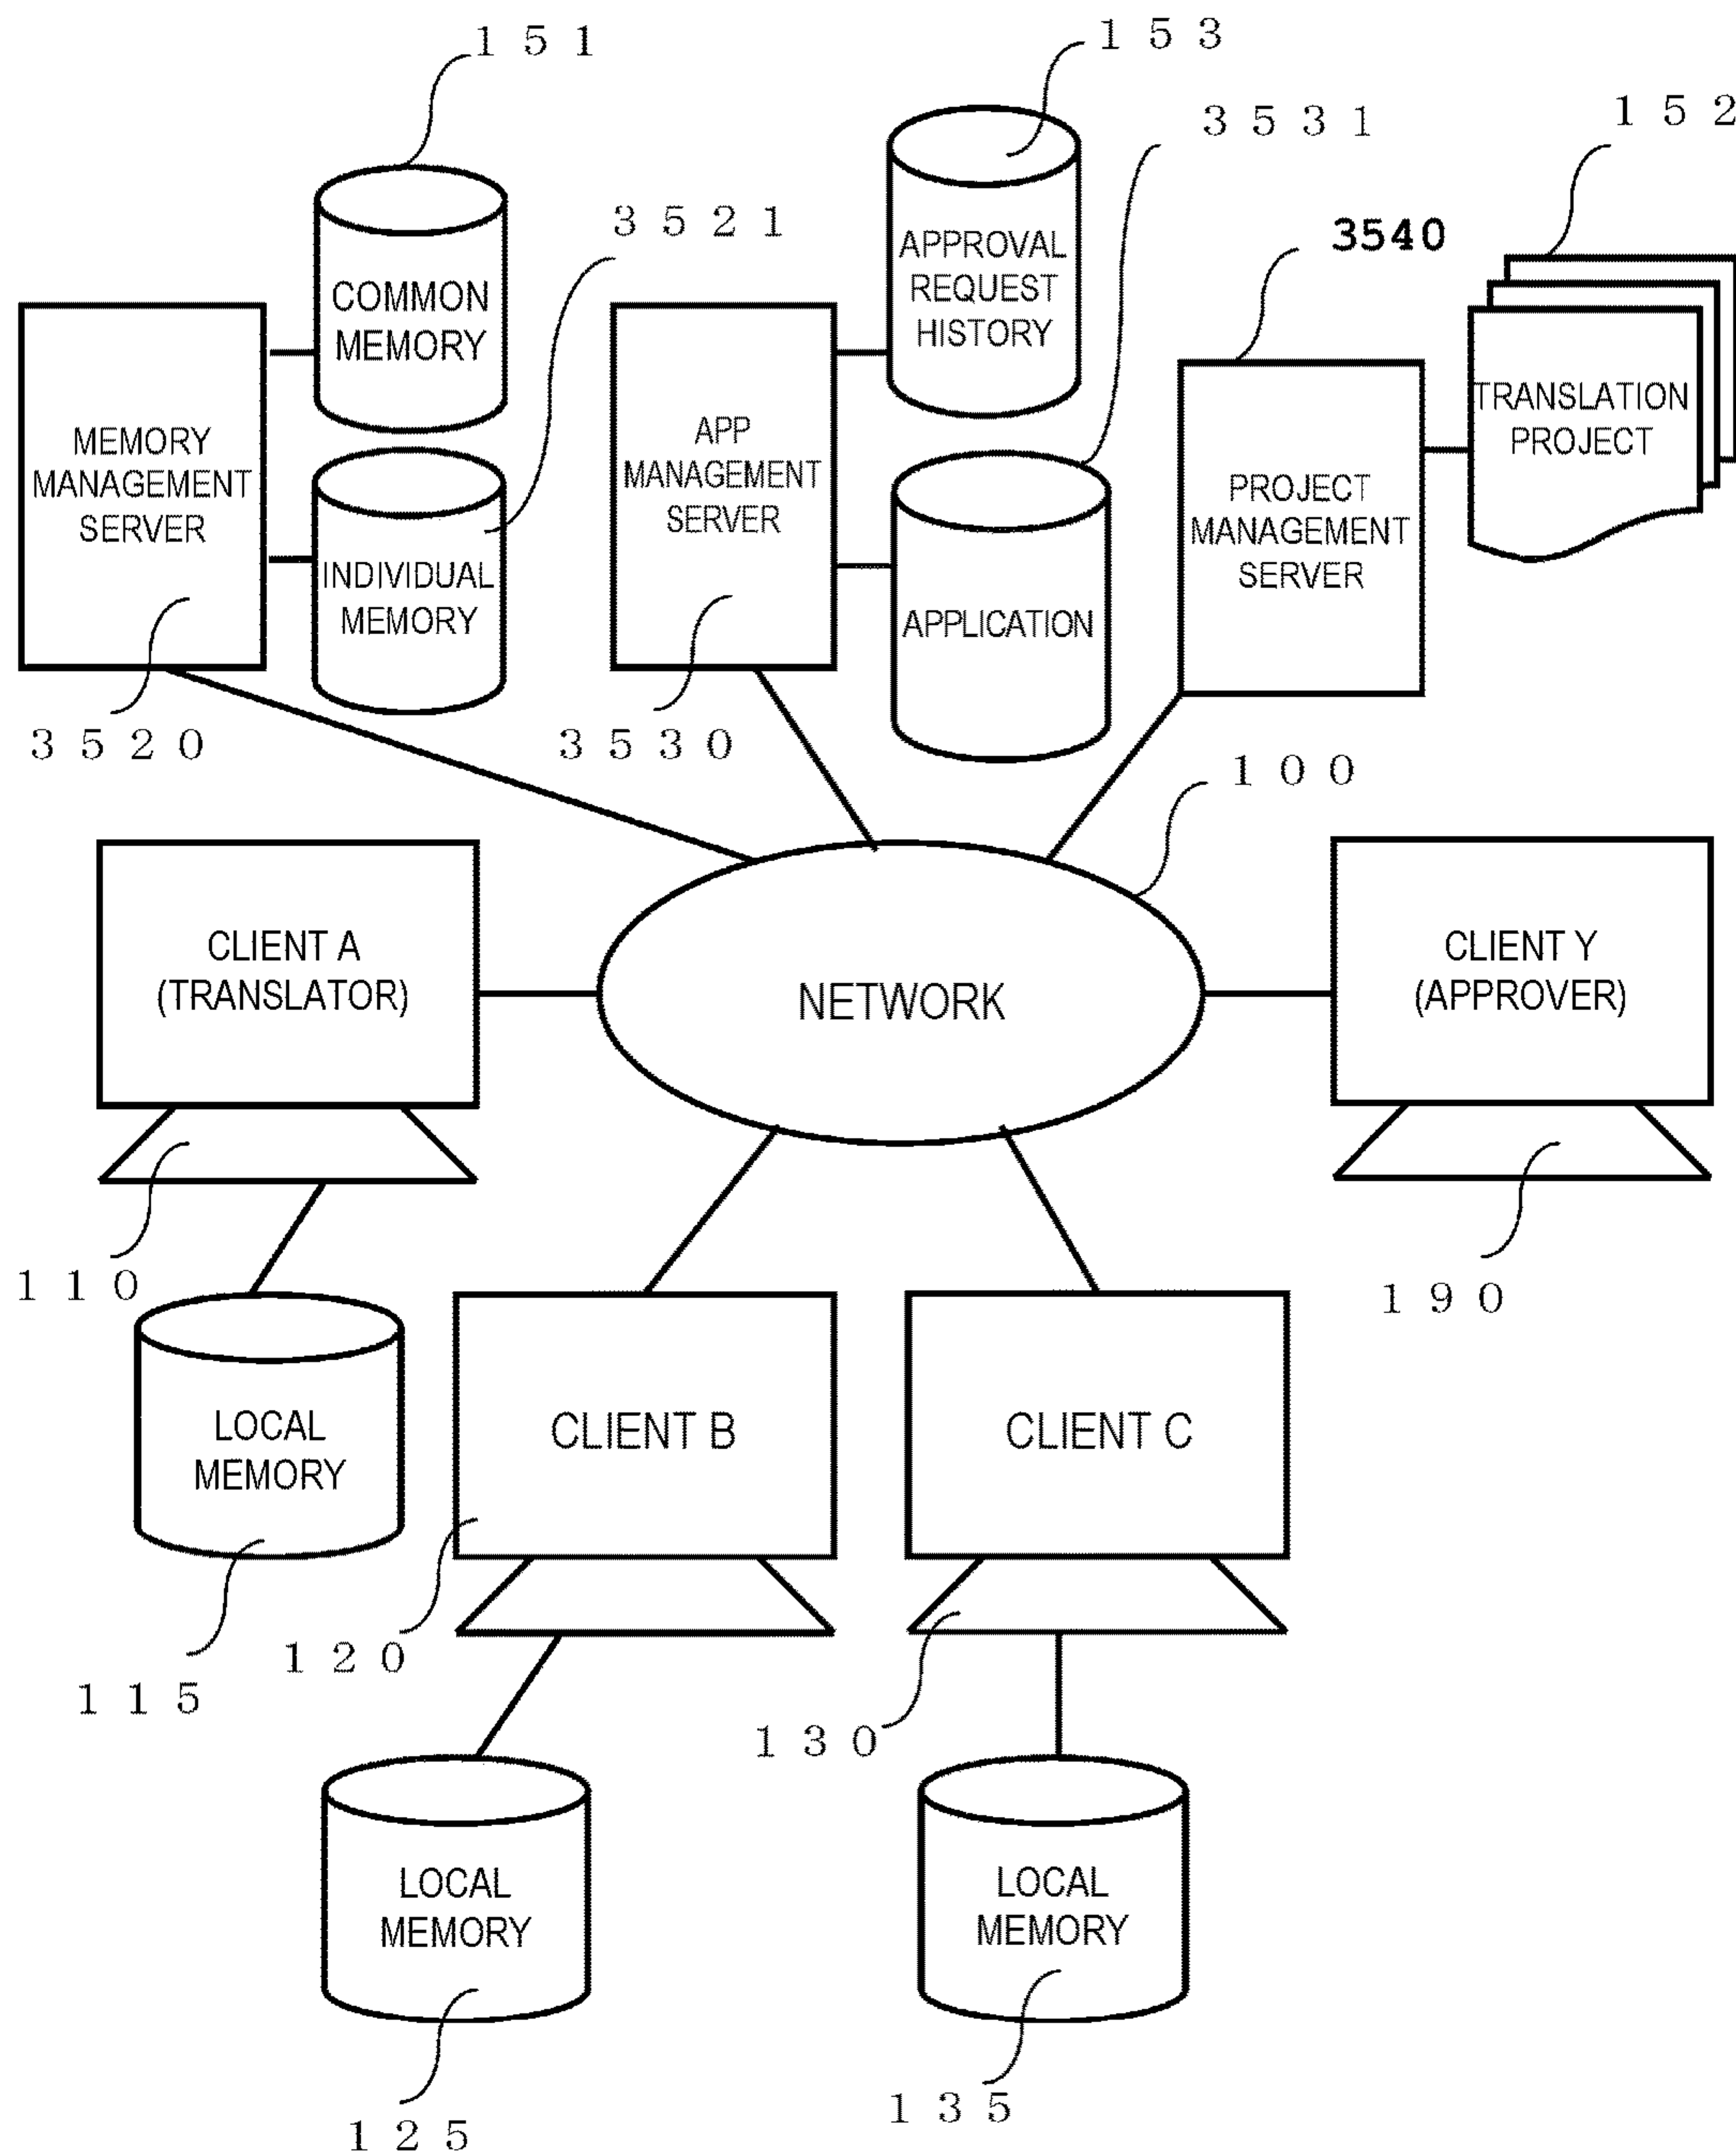 151
153
3531
152
3521
3540
COMMON
MEMORY
APPROVAL
REQUEST
HISTORY
TRANSLATION
PROJECT
MEMORY
MANAGEMENT
SERVER
APP
MANAGEMENT
SERVER
PROJECT
MANAGEMENT
SERVER
INDIVIDUAL
MEMORY
APPLICATION
3520
3530
100
CLIENT A
(TRANSLATOR)
NETWORK
CLIENT Y
(APPROVER)
110
190
LOCAL
MEMORY
CLIENT B
CLIENT C
115
120
130
LOCAL
MEMORY
LOCAL
MEMORY
125
135